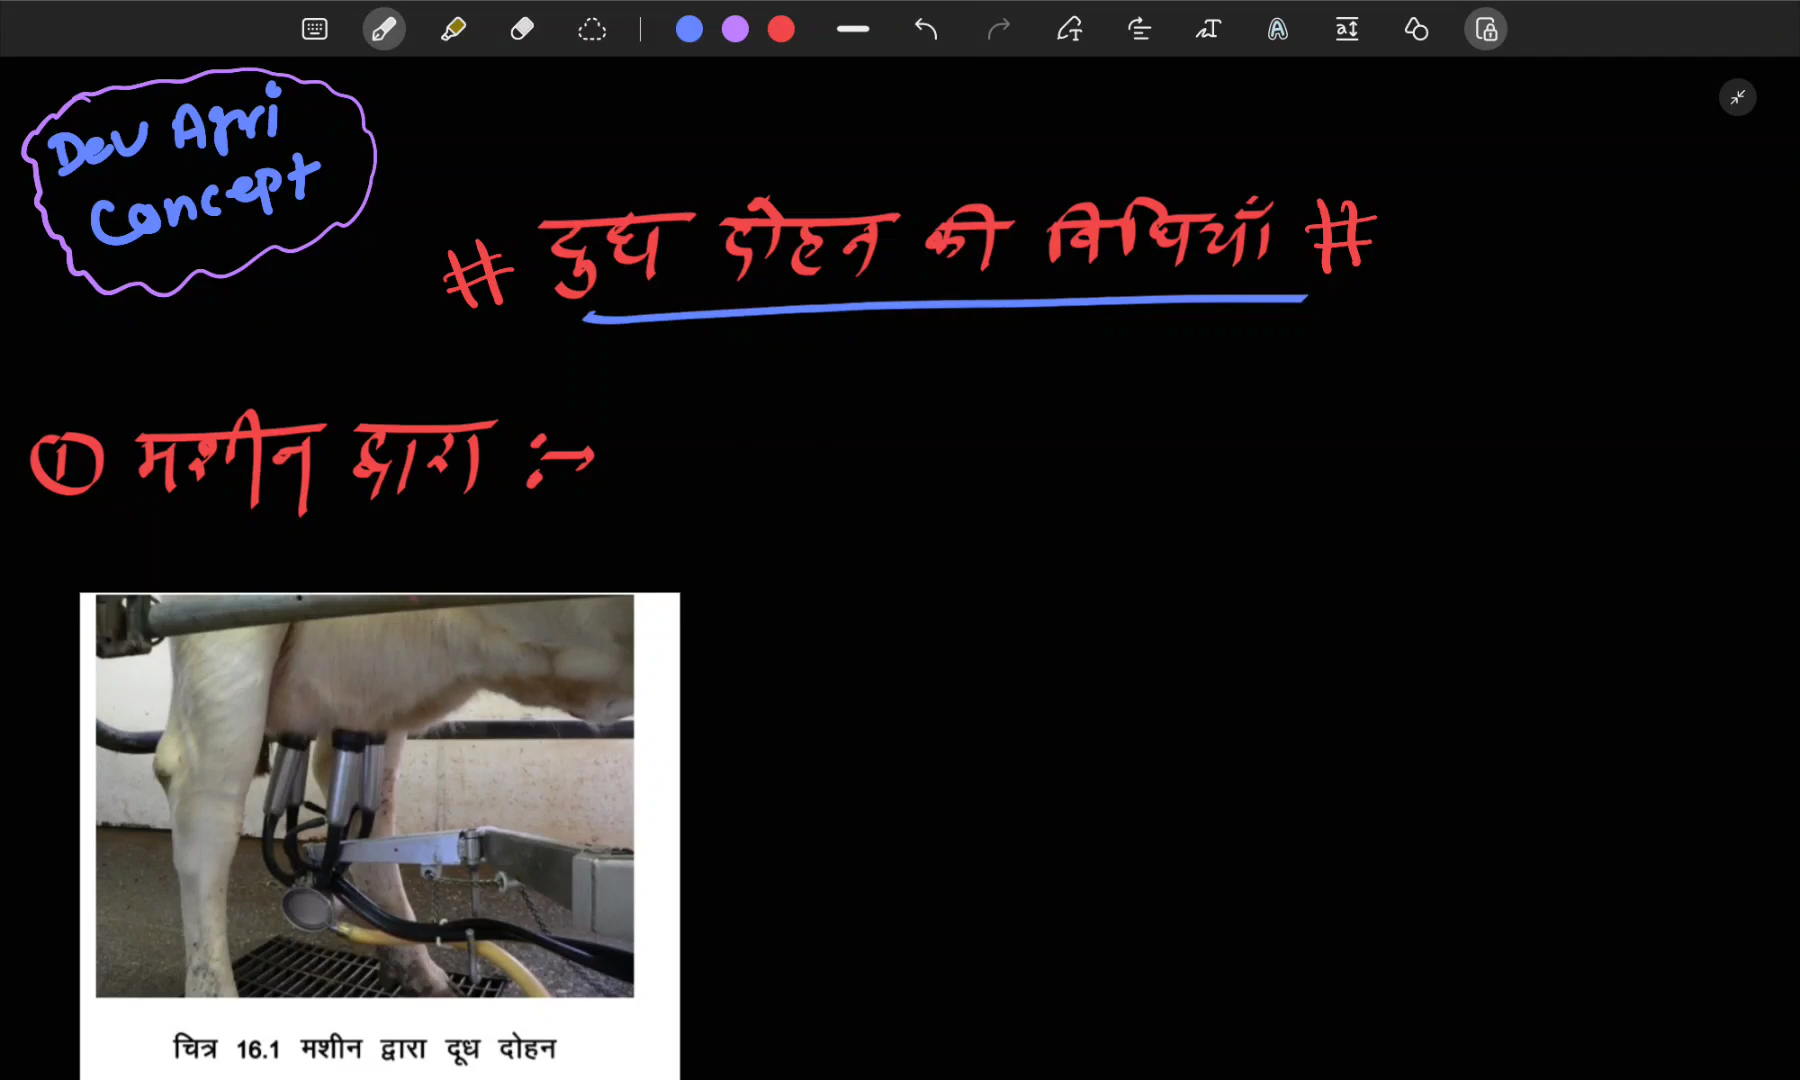 Dev Agri
Concept
# दुध दोहन की विधियाँ #
① मशीन द्वारा :→
चित्र 16.1 मशीन द्वारा दूध दोहन